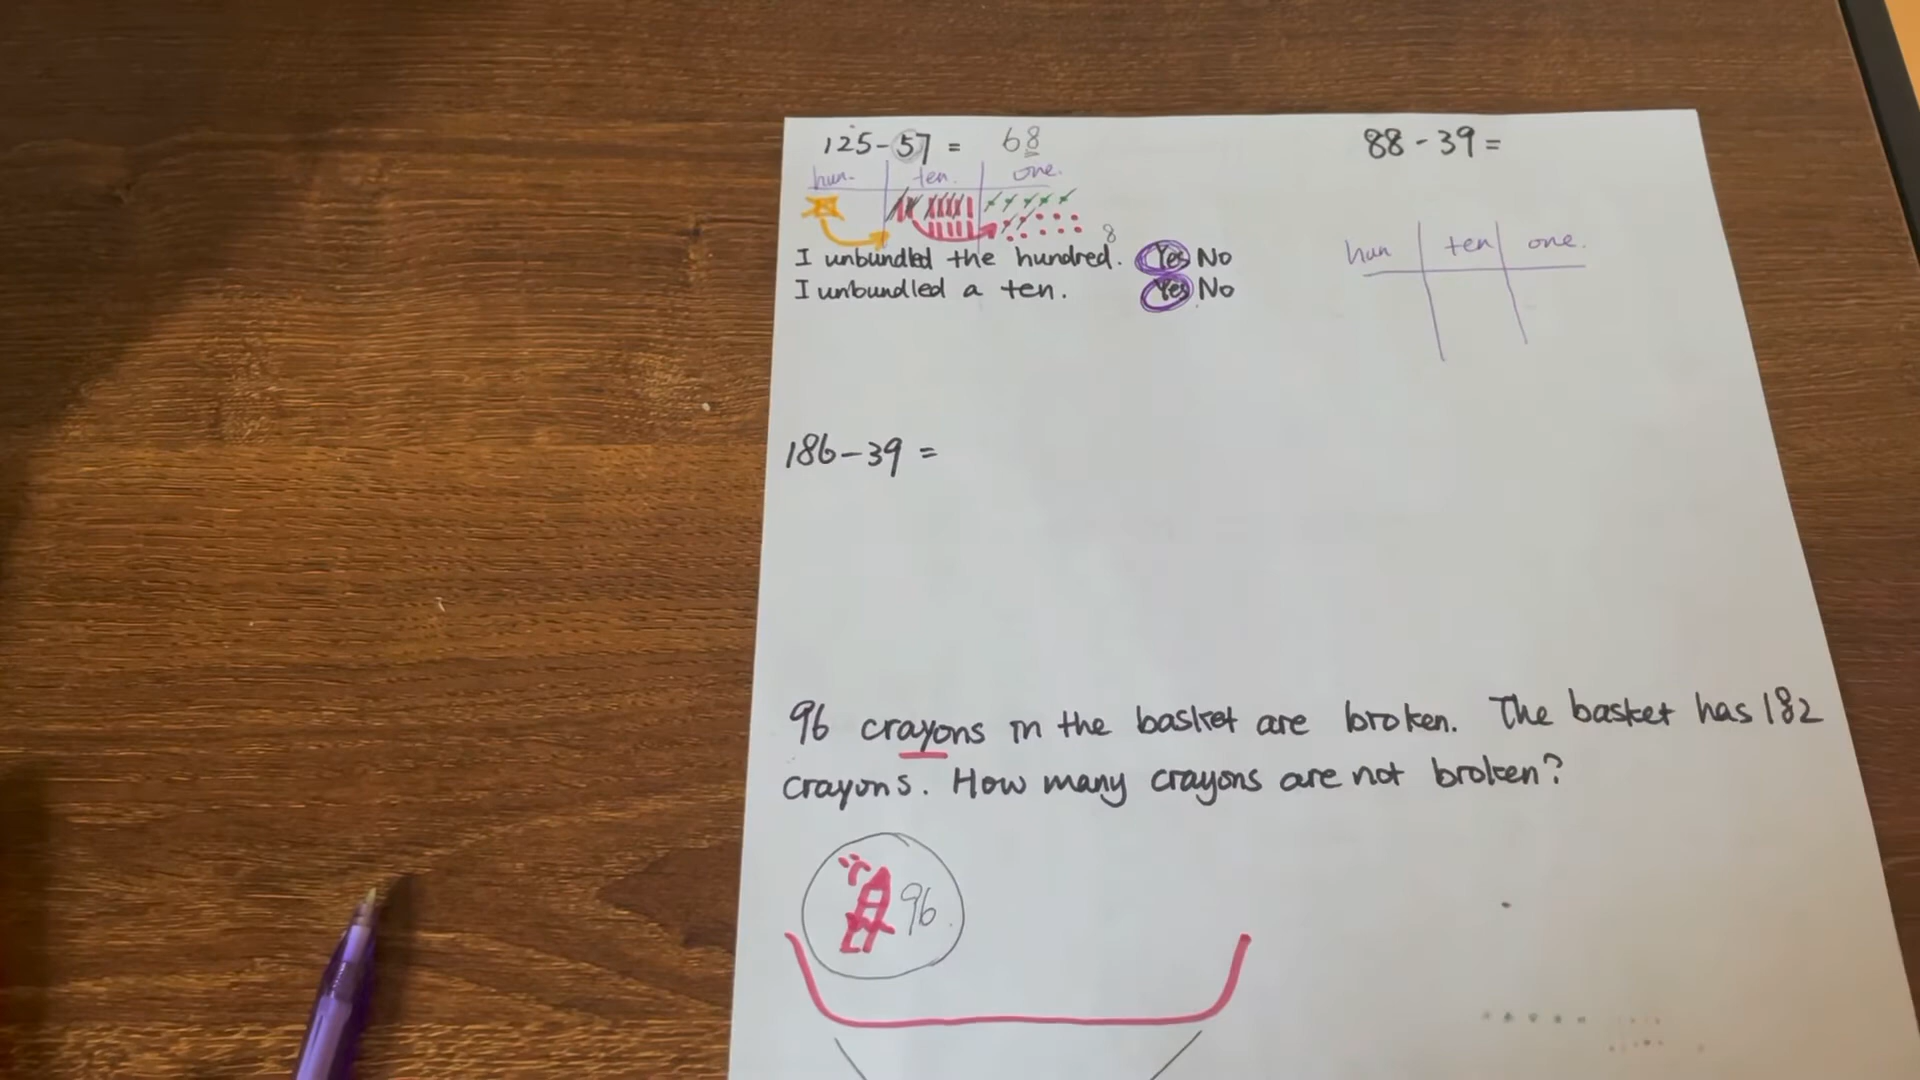 125-57 = 68
hun. ten. one.
8
I unbundled the hundred. Yes No
I unbundled a ten. Yes No
88-39=
hun ten one.
186-39 =
96 crayons in the basket are broken. The basket has 182
crayons. How many crayons are not broken?
96